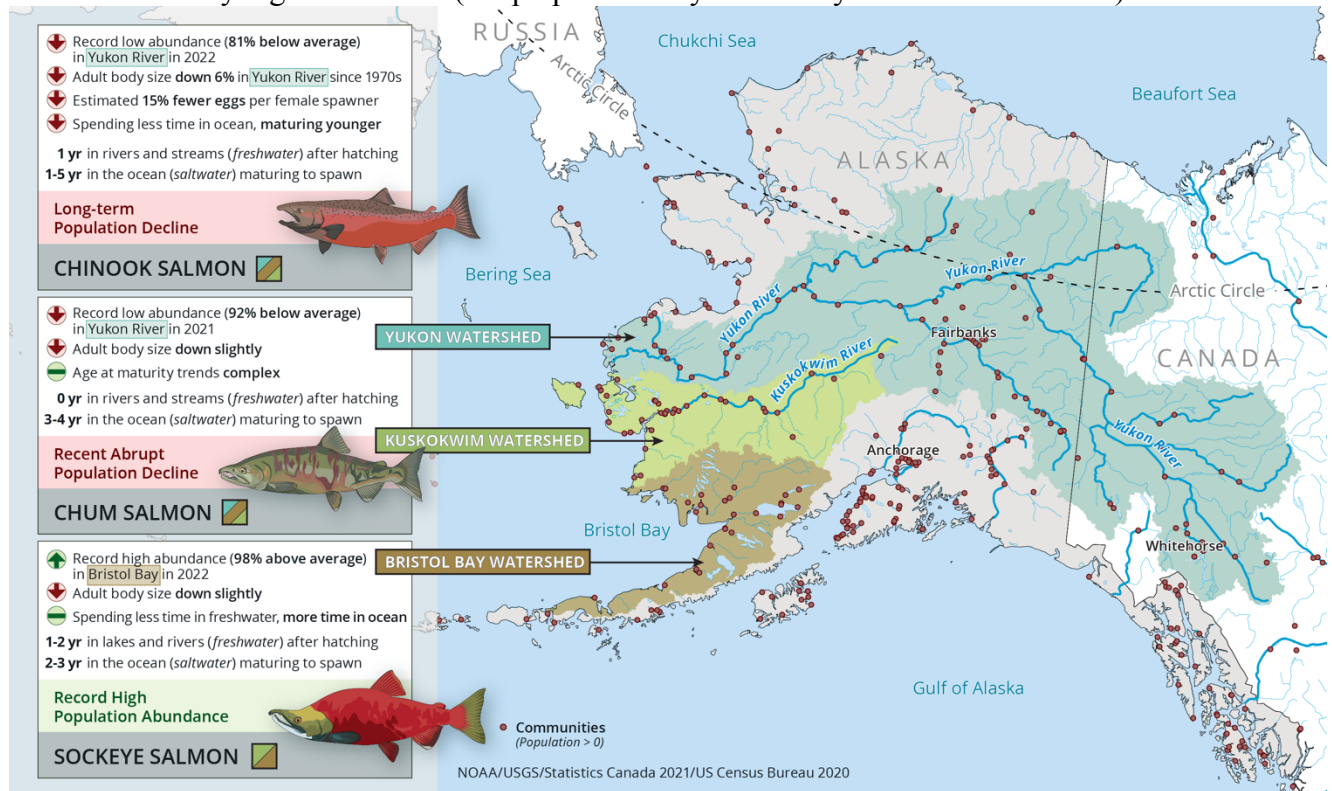 Record low abundance (81% below average)
in Yukon River in 2022
Adult body size down 6% in Yukon River since 1970s
Estimated 15% fewer eggs per female spawner
Spending less time in ocean, maturing younger
1 yr in rivers and streams (freshwater) after hatching
1-5 yr in the ocean (saltwater) maturing to spawn
Long-term
Population Decline
CHINOOK SALMON
Record low abundance (92% below average)
in Yukon River in 2021
Adult body size down slightly
Age at maturity trends complex
0 yr in rivers and streams (freshwater) after hatching
3-4 yr in the ocean (saltwater) maturing to spawn
Recent Abrupt
Population Decline
CHUM SALMON
Record high abundance (98% above average)
in Bristol Bay in 2022
Adult body size down slightly
Spending less time in freshwater, more time in ocean
1-2 yr in lakes and rivers (freshwater) after hatching
2-3 yr in the ocean (saltwater) maturing to spawn
Record High
Population Abundance
SOCKEYE SALMON
RUSSIA
Chukchi Sea
Arctic Circle
Beaufort Sea
ALASKA
Bering Sea
Yukon River
Arctic Circle
Yukon River
YUKON WATERSHED
Fairbanks
CANADA
Kuskokwim River
KUSKOKWIM WATERSHED
Anchorage
Yukon River
Bristol Bay
Whitehorse
BRISTOL BAY WATERSHED
Gulf of Alaska
Communities
(Population > 0)
NOAA/USGS/Statistics Canada 2021/US Census Bureau 2020